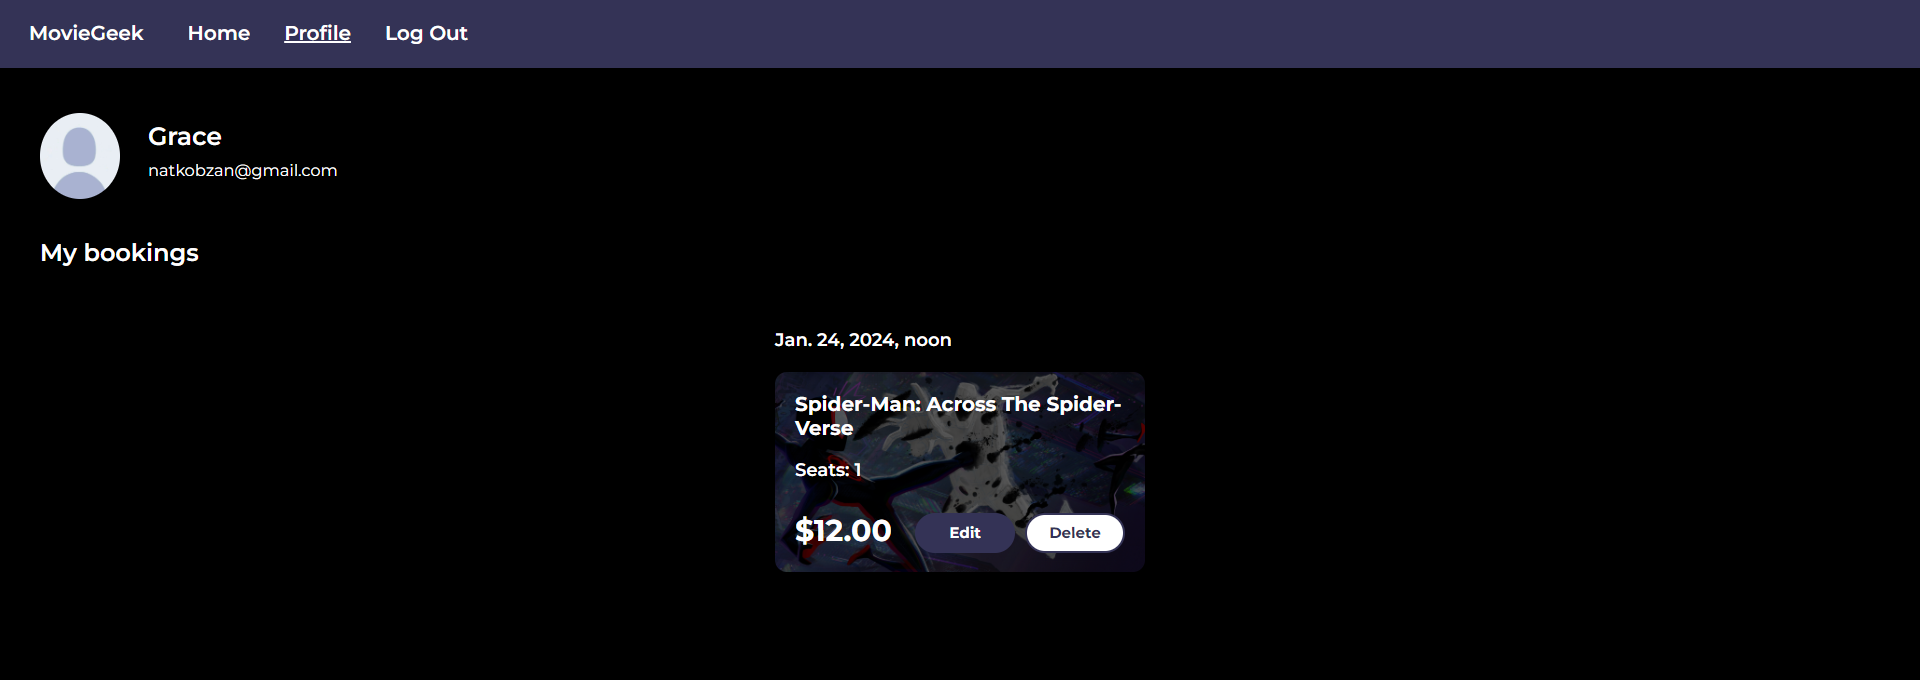 MovieGeek Home Profile Log Out
Grace
natkobzan@gmail.com
My bookings
Jan. 24, 2024, noon
Spider-Man: Across The Spider-
Verse
Seats: 1
$12.00 Edit Delete